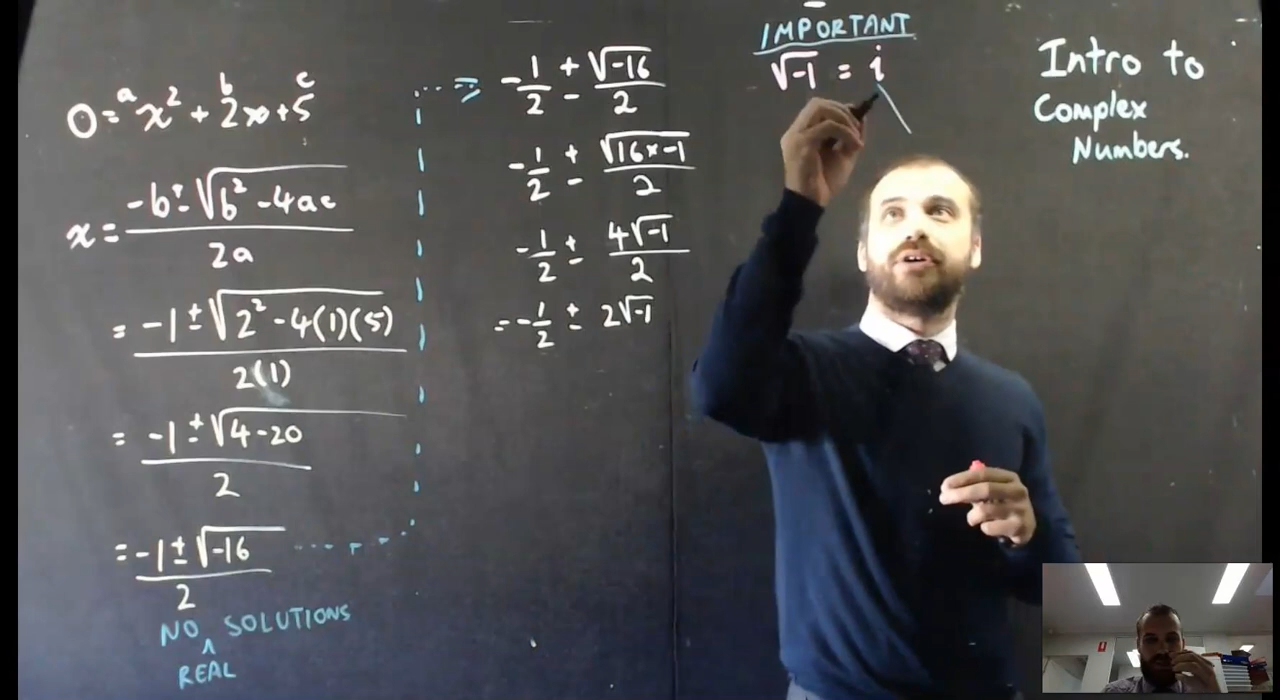 0 = x² + 2x + 5
a b c
x = (-b ± √(b² - 4ac)) / 2a
= (-1 ± √(2² - 4(1)(5))) / 2(1)
= (-1 ± √(4 - 20)) / 2
= (-1 ± √-16) / 2
NO ^ SOLUTIONS
REAL
-1/2 ± √-16 / 2
-1/2 ± √(16 × -1) / 2
-1/2 ± 4√-1 / 2
= -1/2 ± 2√-1
IMPORTANT
√-1 = i
Intro to
Complex
Numbers.